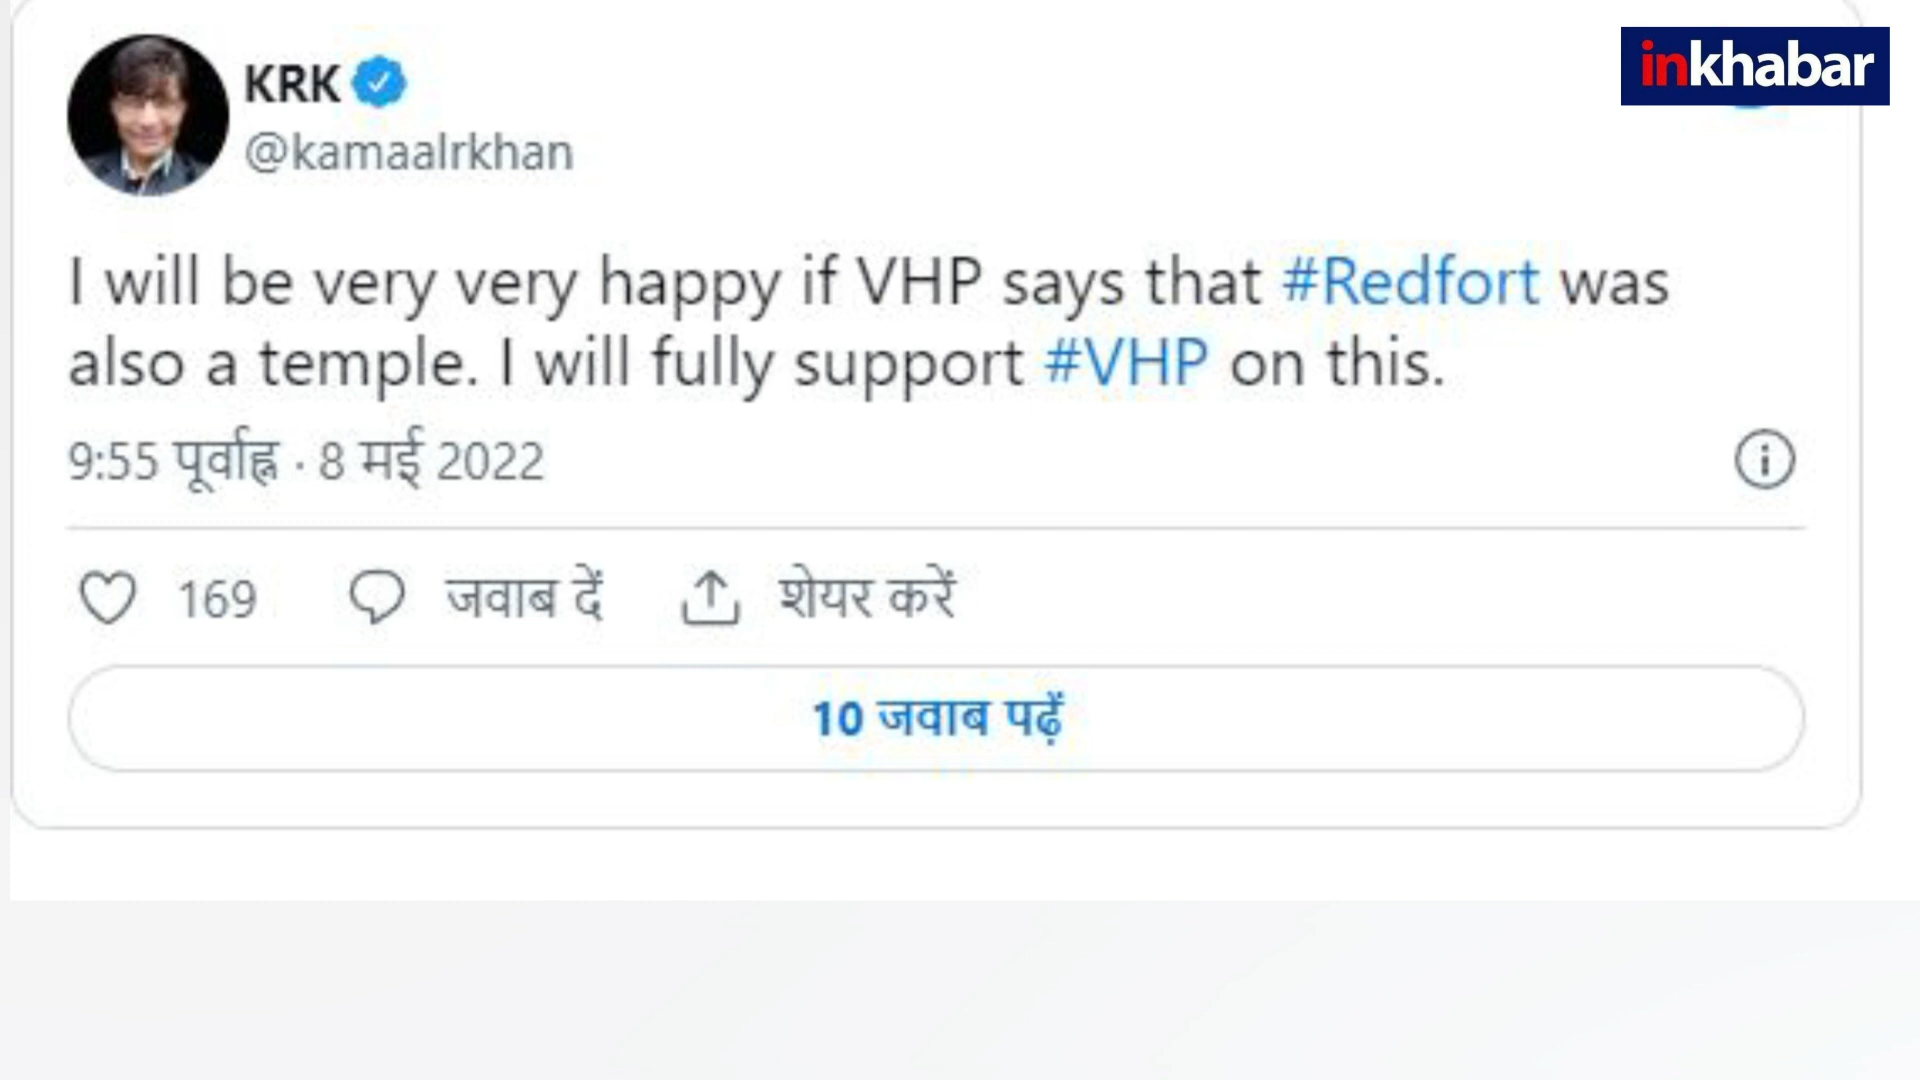 KRK
@kamaalrkhan
inkhabar
I will be very very happy if VHP says that #Redfort was
also a temple. I will fully support #VHP on this.
9:55 पूर्वाह्न · 8 मई 2022
169 जवाब दें शेयर करें
10 जवाब पढ़ें